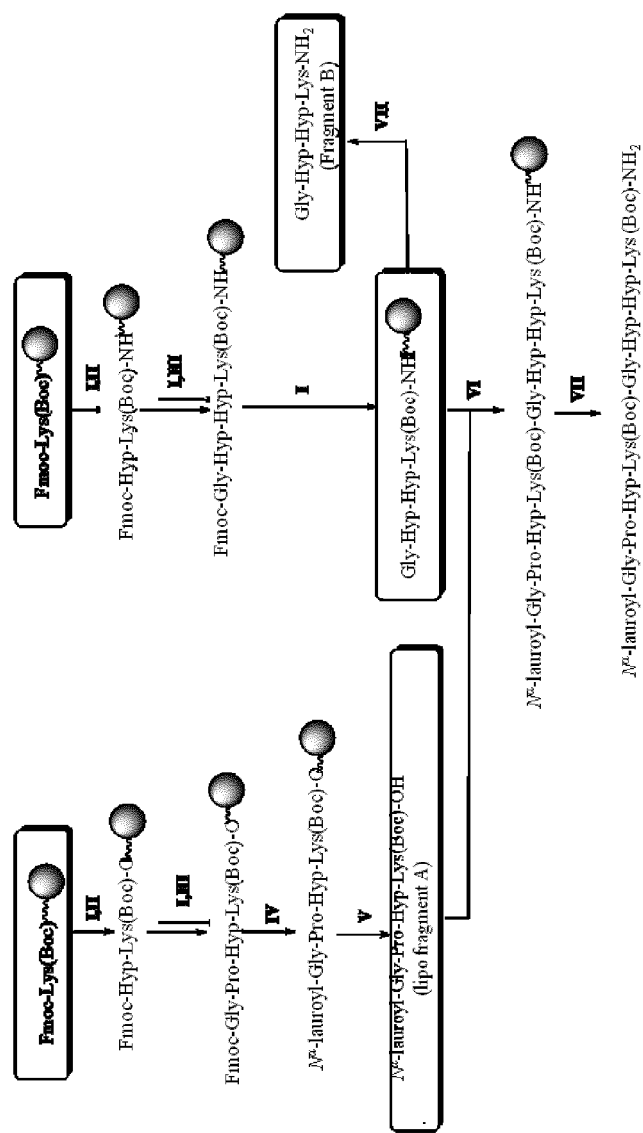 Fmoc-Lys(Boc)
I,II
Fmoc-Hyp-Lys(Boc)-O
I,III
Fmoc-Gly-Pro-Hyp-Lys(Boc)-O
IV
Nα-lauroyl-Gly-Pro-Hyp-Lys(Boc)-O
V
Nα-lauroyl-Gly-Pro-Hyp-Lys(Boc)-OH
(lipo fragment A)
Fmoc-Lys(Boc)
I,II
Fmoc-Hyp-Lys(Boc)-NH
I,III
Fmoc-Gly-Hyp-Hyp-Lys(Boc)-NH
I
Gly-Hyp-Hyp-Lys(Boc)-NH
VII
Gly-Hyp-Hyp-Lys-NH2
(Fragment B)
VI
Nα-lauroyl-Gly-Pro-Hyp-Lys(Boc)-Gly-Hyp-Hyp-Lys (Boc)-NH
VII
Nα-lauroyl-Gly-Pro-Hyp-Lys(Boc)-Gly-Hyp-Hyp-Lys (Boc)-NH2